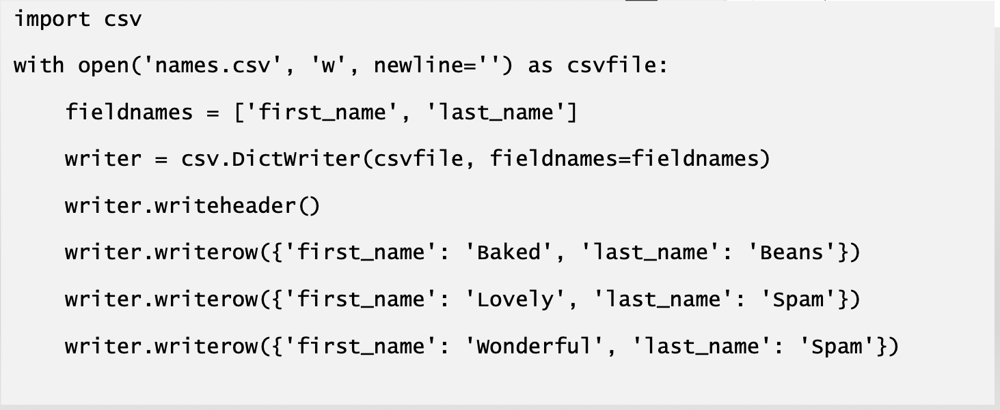 import csv
with open('names.csv', 'w', newline='') as csvfile:
    fieldnames = ['first_name', 'last_name']
    writer = csv.DictWriter(csvfile, fieldnames=fieldnames)
    writer.writeheader()
    writer.writerow({'first_name': 'Baked', 'last_name': 'Beans'})
    writer.writerow({'first_name': 'Lovely', 'last_name': 'Spam'})
    writer.writerow({'first_name': 'Wonderful', 'last_name': 'Spam'})